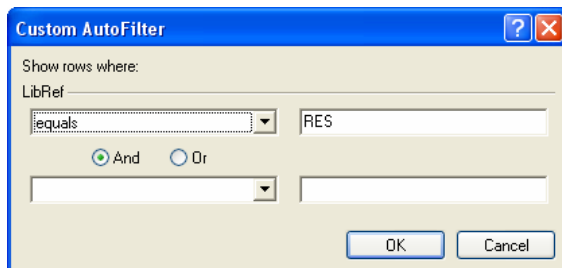 Custom AutoFilter
Show rows where:
LibRef
equals RES
And Or
OK Cancel